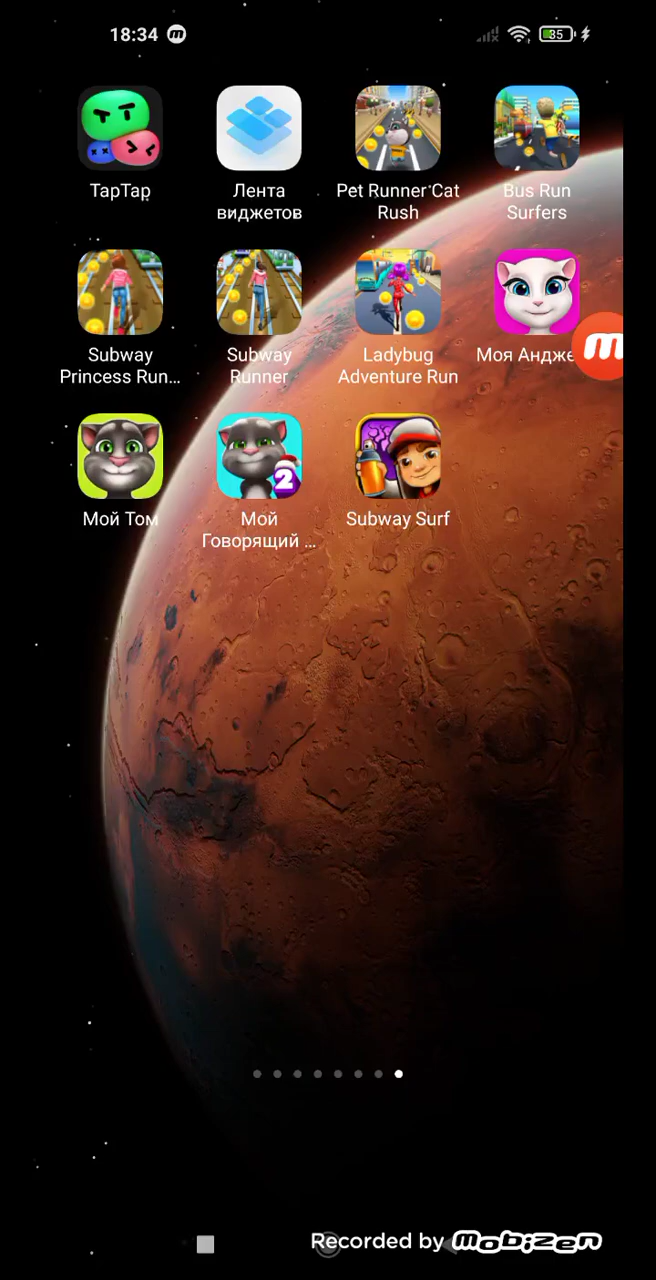 18:34
85
TapTap
Лента
виджетов
Pet Runner Cat
Rush
Bus Run
Surfers
Subway
Princess Run...
Subway
Runner
Ladybug
Adventure Run
Моя Андже
m
Мой Том
2
Мой
Говорящий ...
Subway Surf
Recorded by mobizen